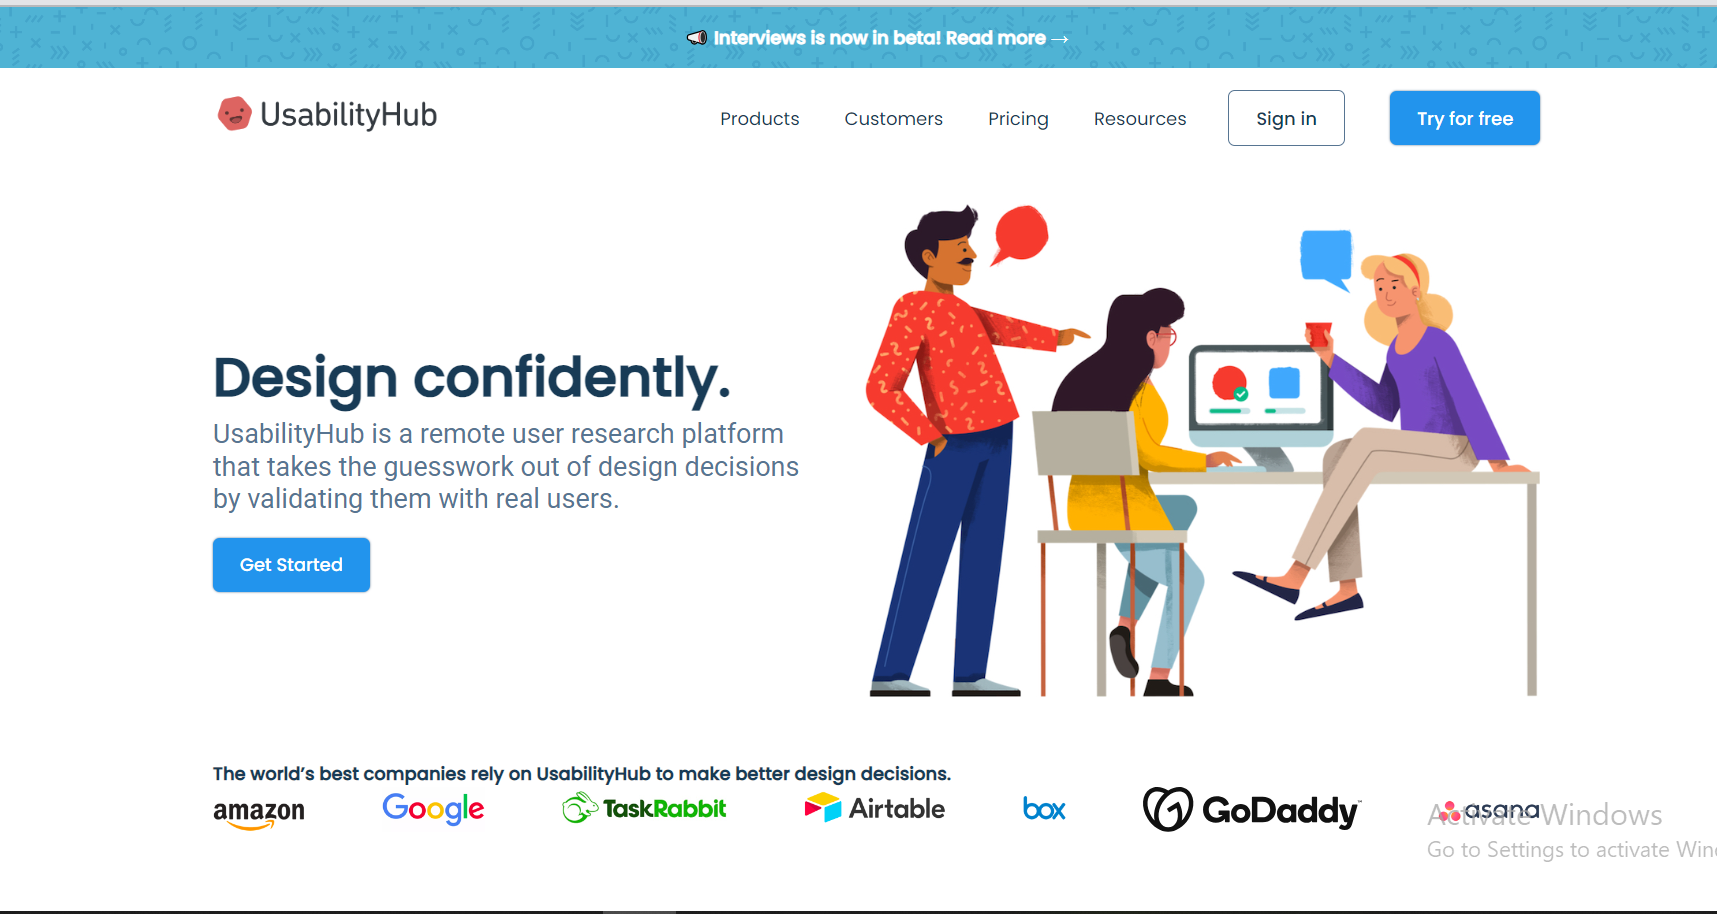 Interviews is now in beta! Read more →
UsabilityHub
Products Customers Pricing Resources Sign in Try for free
Design confidently.
UsabilityHub is a remote user research platform
that takes the guesswork out of design decisions
by validating them with real users.
Get Started
The world’s best companies rely on UsabilityHub to make better design decisions.
amazon Google TaskRabbit Airtable box GoDaddy™ asana
Activate Windows
Go to Settings to activate Win